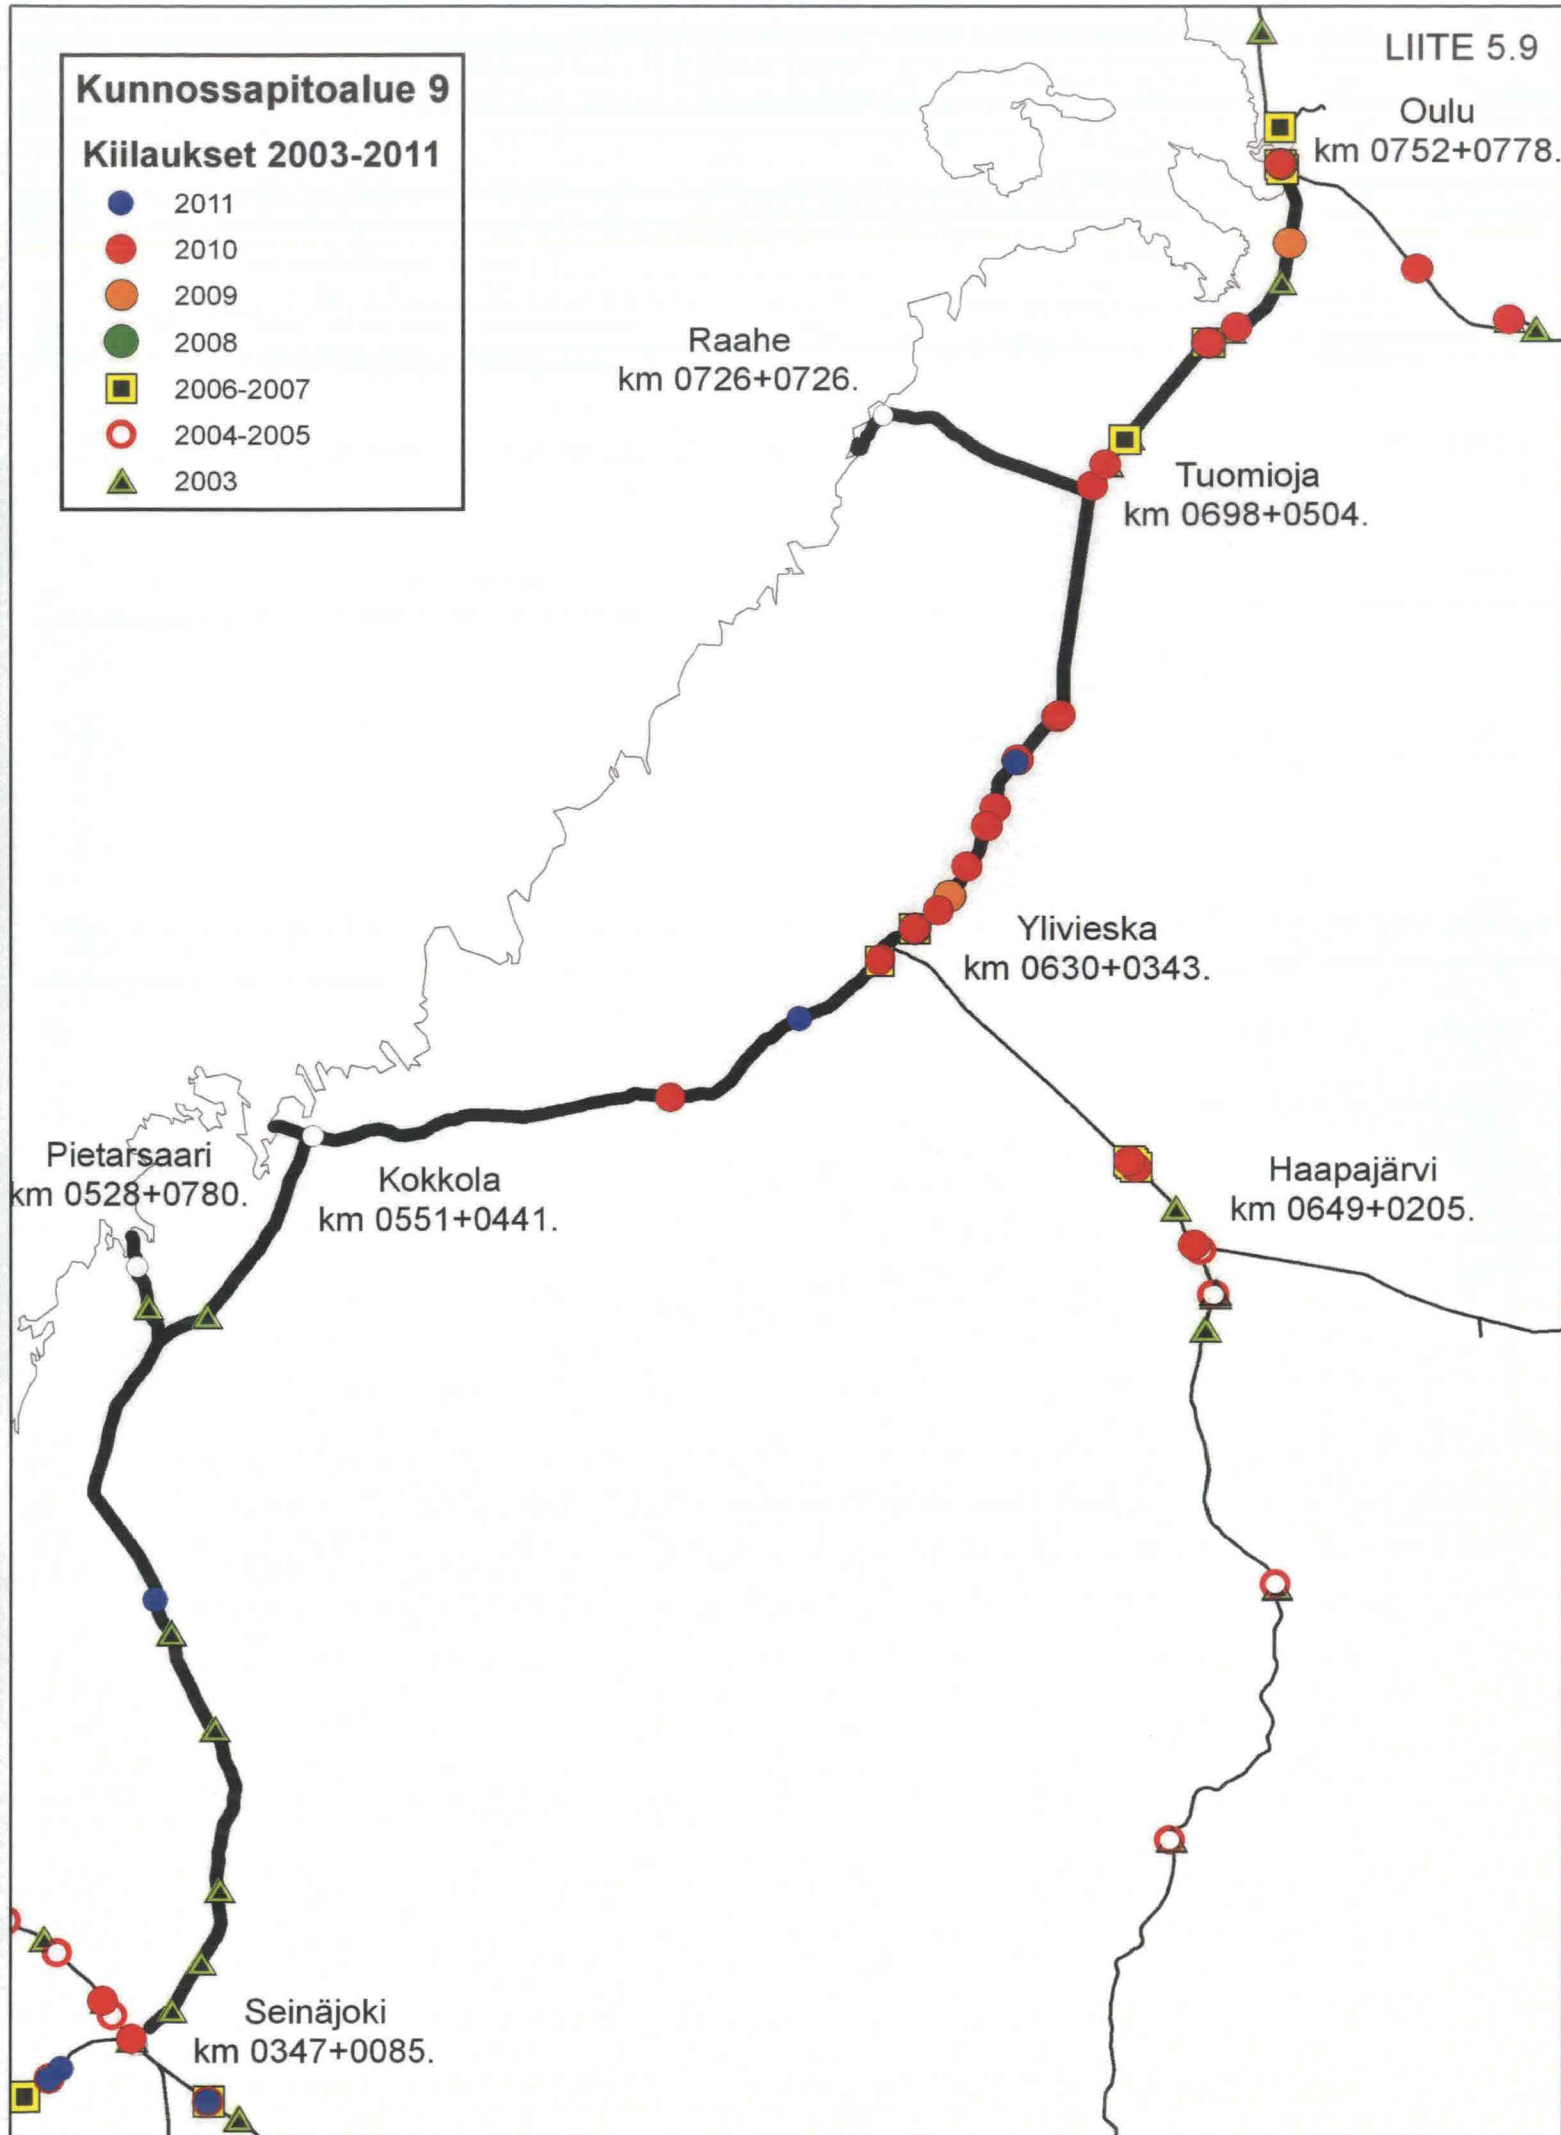 LIITE 5.9
Kunnossapitoalue 9
Kiilaukset 2003-2011
2011
2010
2009
2008
2006-2007
2004-2005
2003
Oulu
km 0752+0778.
Raahe
km 0726+0726.
Tuomioja
km 0698+0504.
Ylivieska
km 0630+0343.
Pietarsaari
km 0528+0780.
Kokkola
km 0551+0441.
Haapajärvi
km 0649+0205.
Seinäjoki
km 0347+0085.